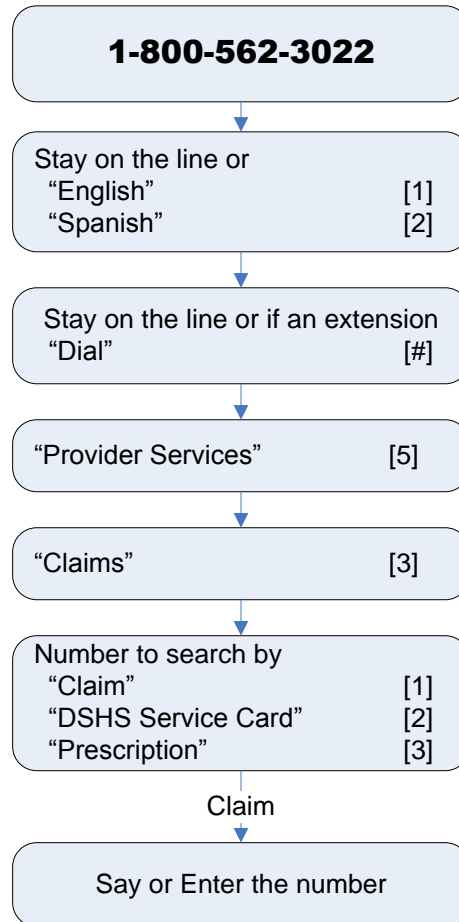 1-800-562-3022
Stay on the line or
“English” [1]
“Spanish” [2]
Stay on the line or if an extension
“Dial” [#]
“Provider Services” [5]
“Claims” [3]
Number to search by
“Claim” [1]
“DSHS Service Card” [2]
“Prescription” [3]
Claim
Say or Enter the number